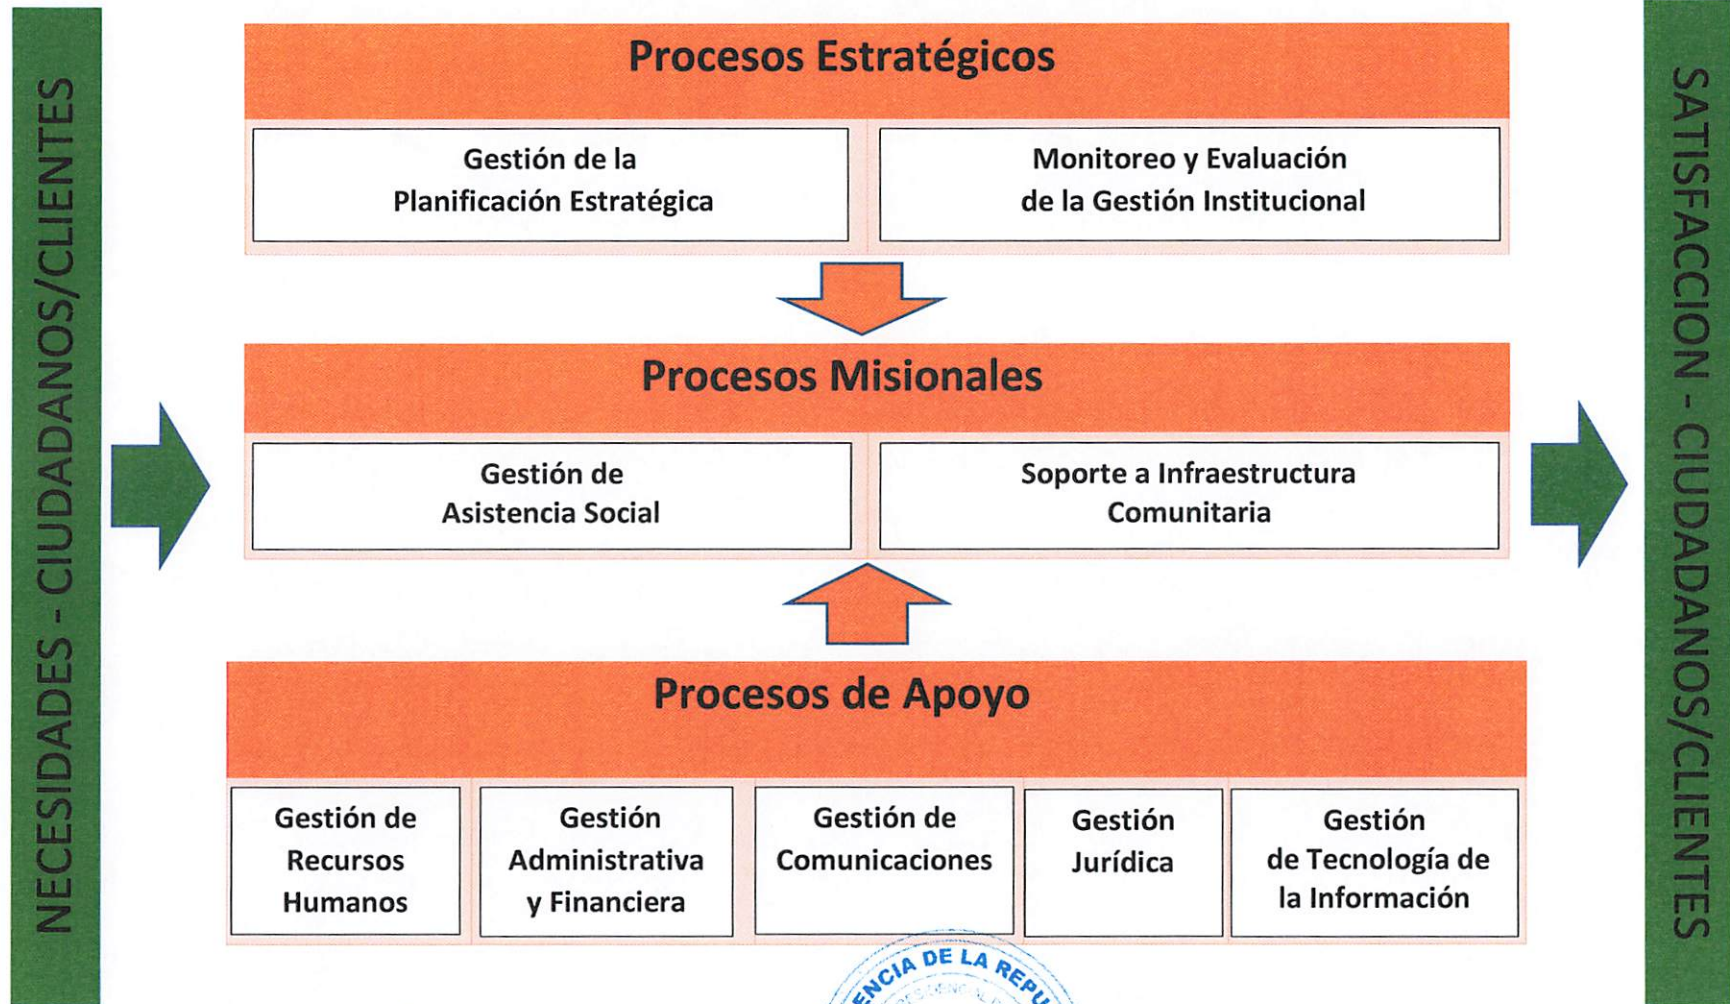 NECESIDADES - CIUDADANOS/CLIENTES
Procesos Estratégicos
Gestión de la
Planificación Estratégica
Monitoreo y Evaluación
de la Gestión Institucional
Procesos Misionales
Gestión de
Asistencia Social
Soporte a Infraestructura
Comunitaria
Procesos de Apoyo
Gestión de
Recursos
Humanos
Gestión
Administrativa
y Financiera
Gestión de
Comunicaciones
Gestión
Jurídica
Gestión
de Tecnología de
la Información
SATISFACCION - CIUDADANOS/CLIENTES
ENCIA DE LA REPU